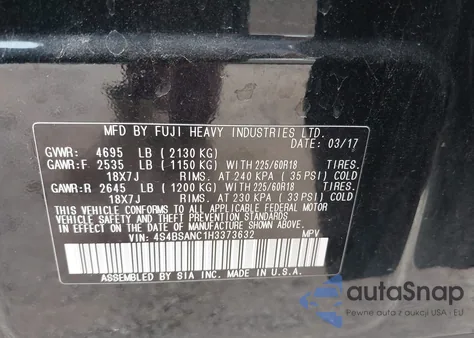 MFD BY FUJI HEAVY INDUSTRIES LTD.
DATE: 03/17
GVWR: 4695 LB (2130 KG)
GAWR:F 2535 LB (1150 KG) WITH 225/60R18 TIRES.
18X7J RIMS. AT 240 KPA (35 PSI) COLD
GAWR:R 2645 LB (1200 KG) WITH 225/60R18 TIRES.
18X7J RIMS. AT 230 KPA (33 PSI) COLD
THIS VEHICLE CONFORMS TO ALL APPLICABLE FEDERAL MOTOR
VEHICLE SAFETY, BUMPER, AND THEFT PREVENTION STANDARDS
IN EFFECT ON THE DATE OF MANUFACTURE SHOWN ABOVE.
VIN: 4S4BSANC1H3373632 MPV
ASSEMBLED BY SIA INC. MADE IN U.S.A.
autoSnap
Pewne auta z aukcji USA - EU